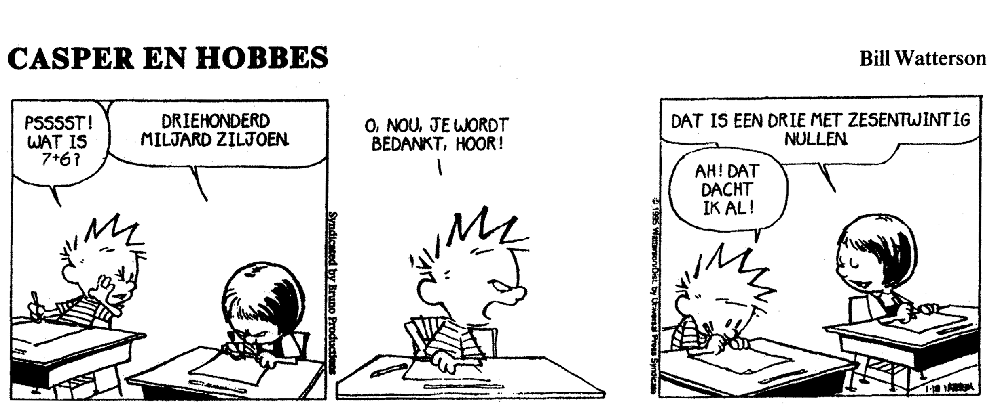 CASPER EN HOBBES
Bill Watterson
PSSSST!
WAT IS
7+6?
DRIEHONDERD
MILJARD ZILJOEN.
Syndicated by Bruno Productions
O, NOU, JE WORDT
BEDANKT, HOOR!
© 1995 Watterson/Dist. by Universal Press Syndicate
DAT IS EEN DRIE MET ZESENTWINTIG
NULLEN.
AH! DAT
DACHT
IK AL!